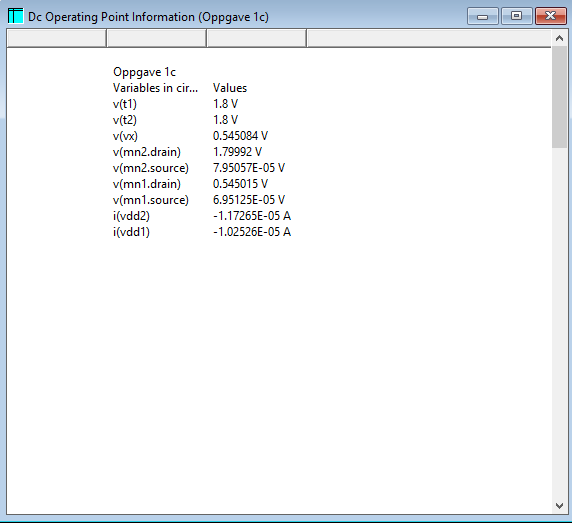 Dc Operating Point Information (Oppgave 1c)
Oppgave 1c
Variables in cir... Values
v(t1) 1.8 V
v(t2) 1.8 V
v(vx) 0.545084 V
v(mn2.drain) 1.79992 V
v(mn2.source) 7.95057E-05 V
v(mn1.drain) 0.545015 V
v(mn1.source) 6.95125E-05 V
i(vdd2) -1.17265E-05 A
i(vdd1) -1.02526E-05 A